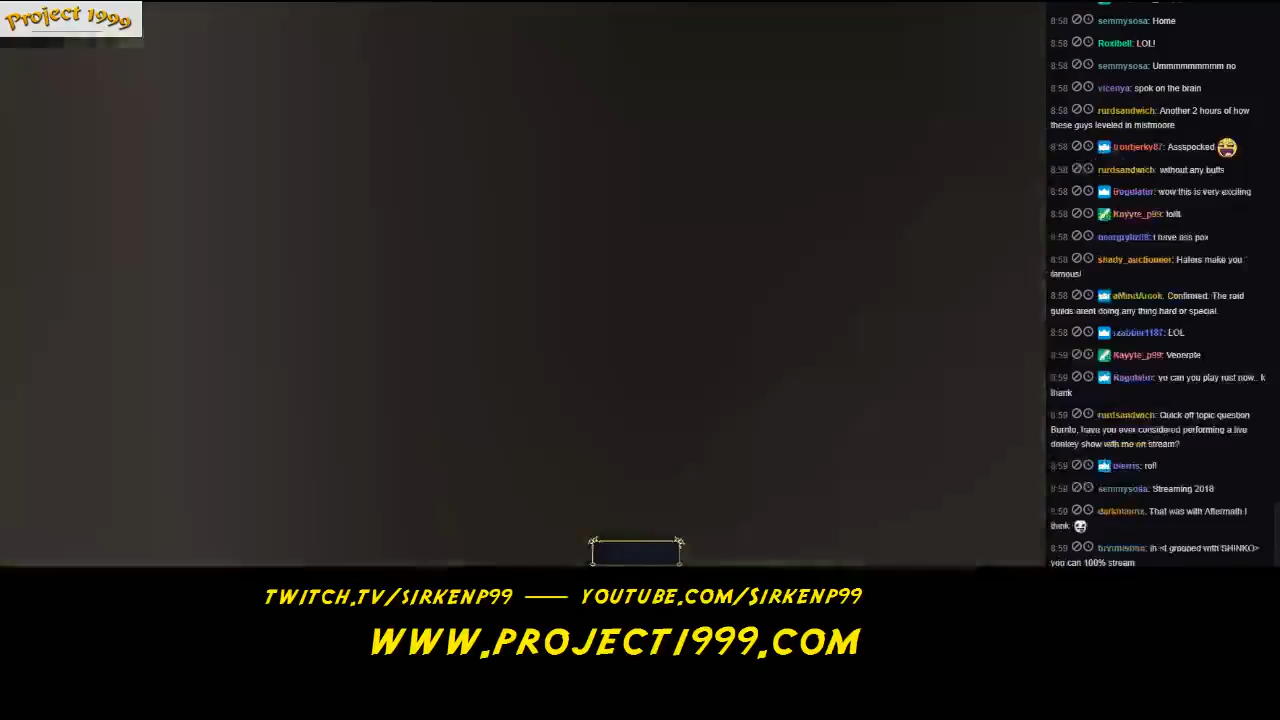 Project 1999
8:58 semmysosa: Home
8:58 Roxibell: LOL!
8:58 semmysosa: Ummmmmmmmm no
8:58 vicenya: spok on the brain
8:58 rurdsandwich: Another 2 hours of how
these guys leveled in mistmoore
8:58 troutjerky87: Assspocked
8:58 rurdsandwich: without any buffs
8:58 wow this is very exciting
8:58 Kayyte_p99: lolll
8:58 i have ass pox
8:58 shady_auctioneer: Haters make you
famous!
8:58 Confirmed. The raid
guilds arent doing any thing hard or special.
8:58 LOL
8:59 Kayyte_p99: Venerate
8:59 yo can you play rust now.. k
thank
8:59 rurdsandwich: Quick off topic question
have you ever considered performing a live
donkey show with me on stream?
8:59 rofl
8:59 semmysosa: Streaming 2018
8:59 That was with Aftermath I
think
8:59 grouped with SHINKO>
you can 100% stream
TWITCH.TV/SIRKENP99 —— YOUTUBE.COM/SIRKENP99
WWW.PROJECT1999.COM